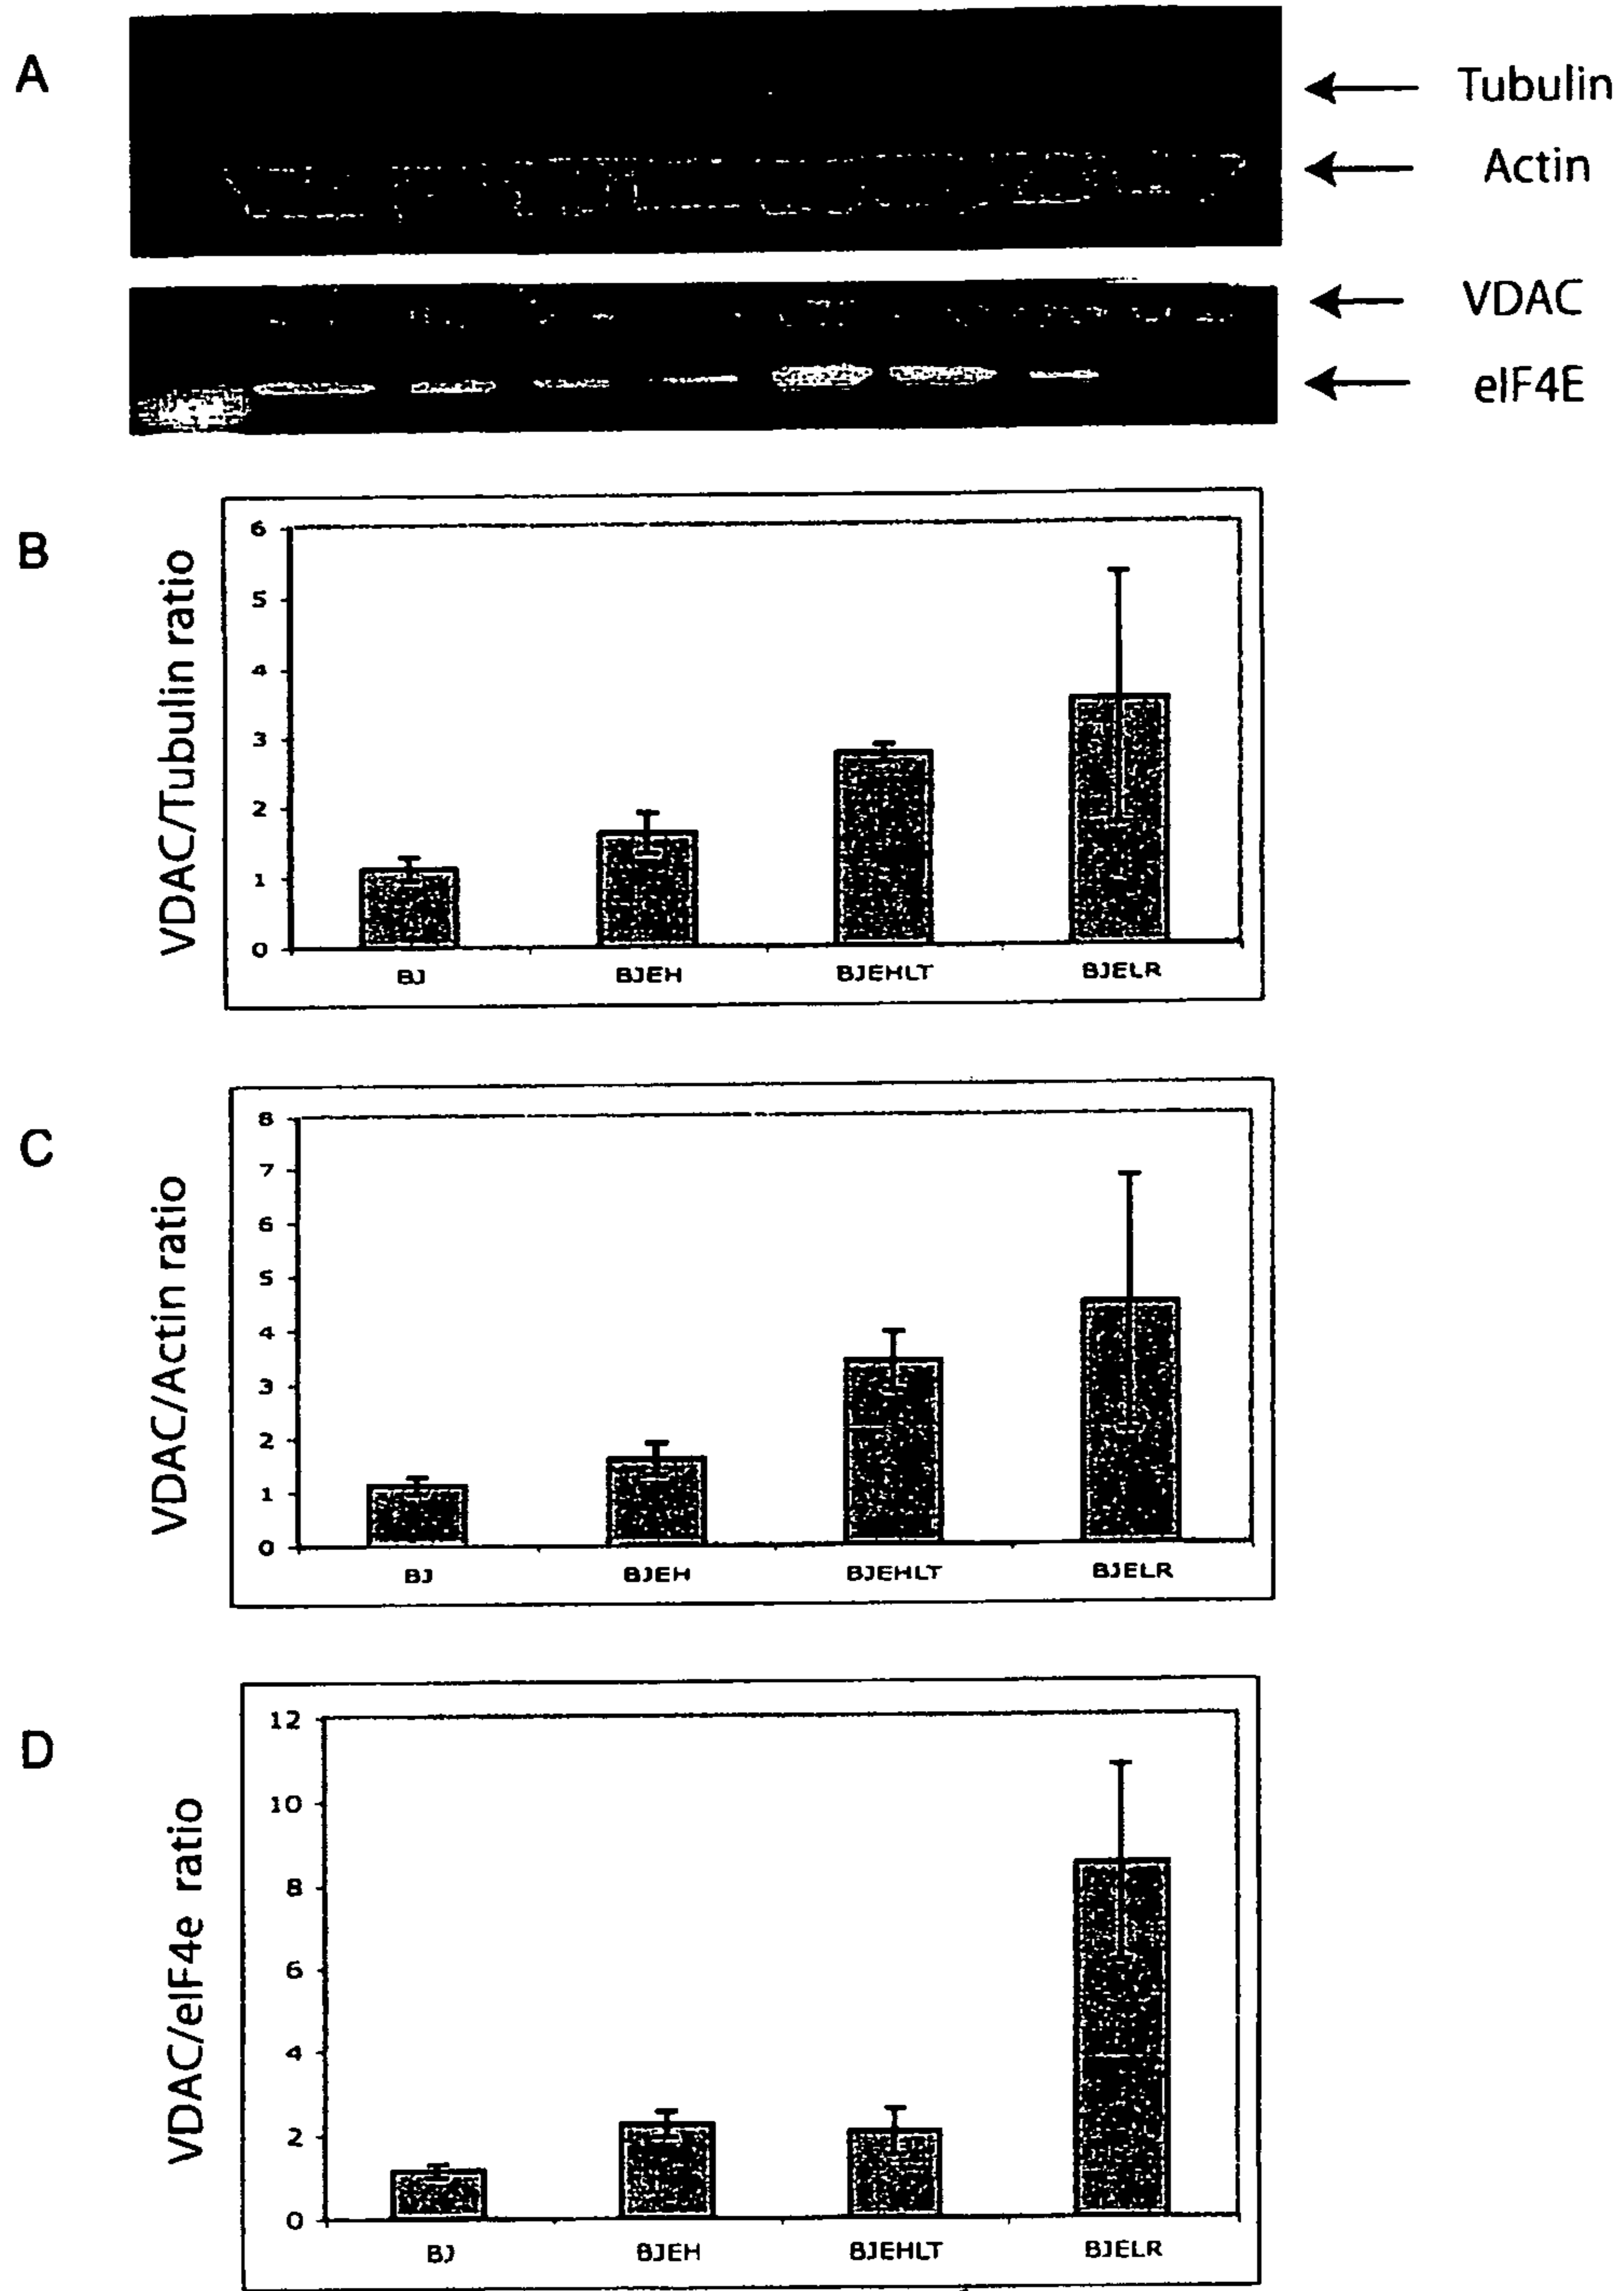 A
Tubulin
Actin
VDAC
eIF4E
B
VDAC/Tubulin ratio
6
5
4
3
2
1
0
BJ
BJEH
BJEHLT
BJELR
C
VDAC/Actin ratio
8
7
6
5
4
3
2
1
0
BJ
BJEH
BJEHLT
BJELR
D
VDAC/eIF4e ratio
12
10
8
6
4
2
0
BJ
BJEH
BJEHLT
BJELR